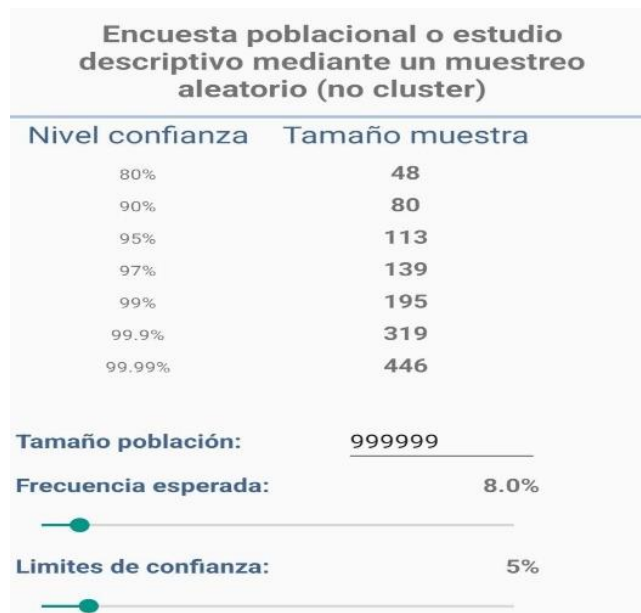 Encuesta poblacional o estudio
descriptivo mediante un muestreo
aleatorio (no cluster)
Nivel confianza Tamaño muestra
80% 48
90% 80
95% 113
97% 139
99% 195
99.9% 319
99.99% 446
Tamaño población: 999999
Frecuencia esperada: 8.0%
Limites de confianza: 5%